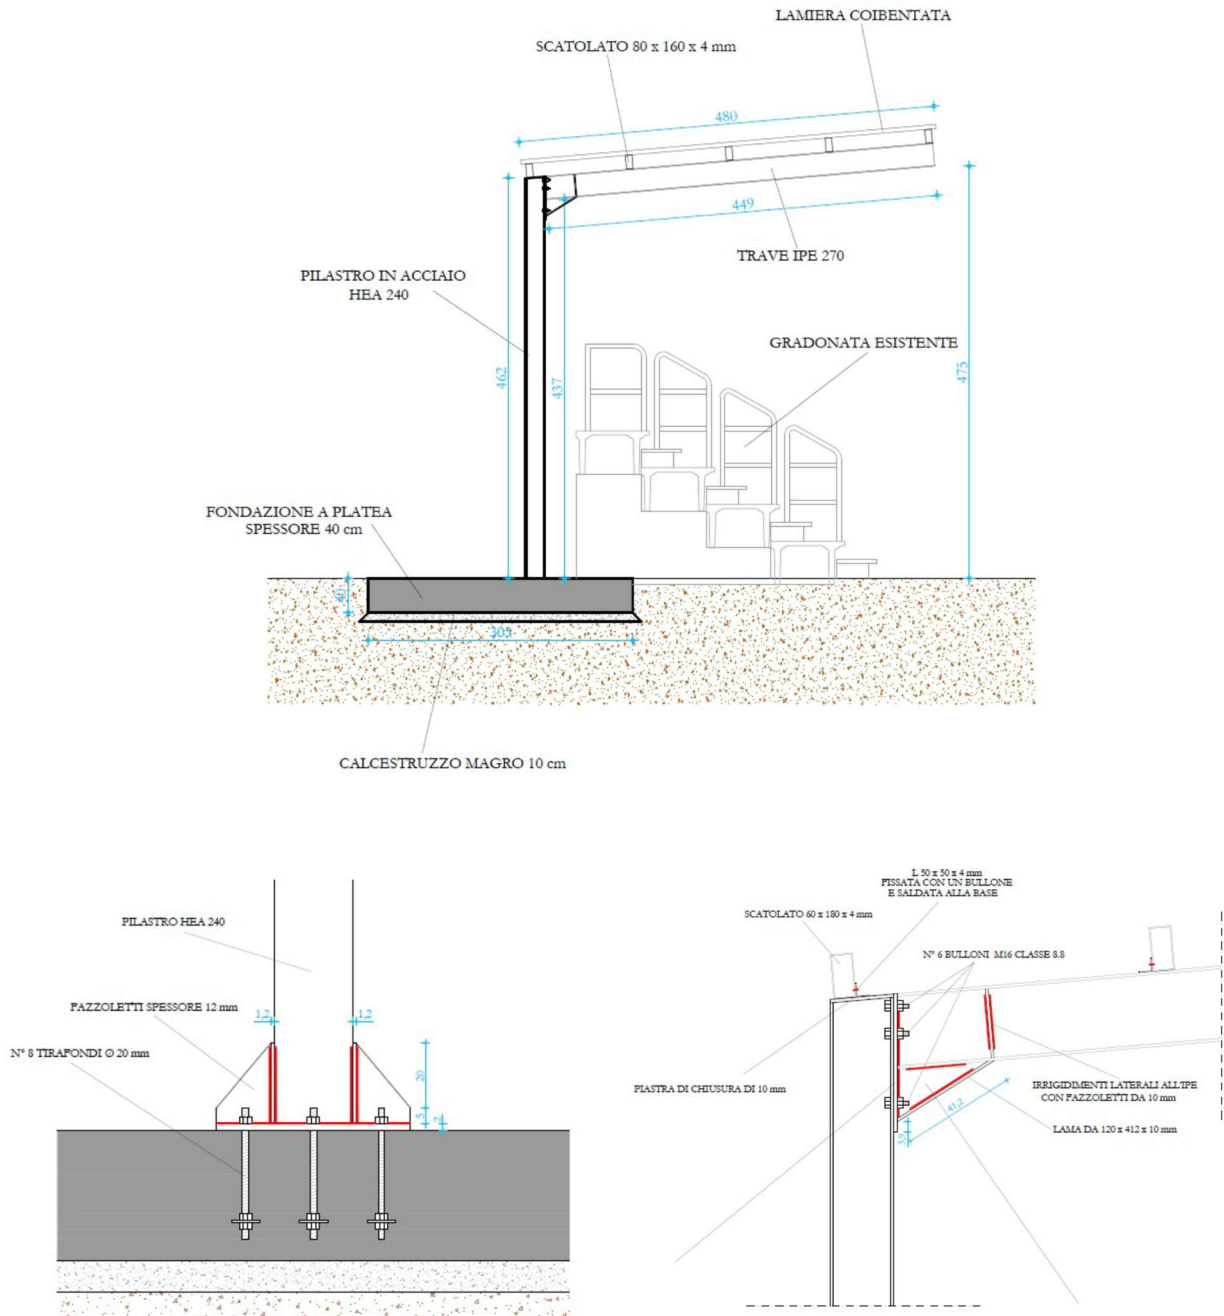 LAMIERA COIBENTATA
SCATOLATO 80 x 160 x 4 mm
480
449
TRAVE IPE 270
PILASTRO IN ACCIAIO
HEA 240
GRADONATA ESISTENTE
462
437
475
FONDAZIONE A PLATEA
SPESSORE 40 cm
40
305
CALCESTRUZZO MAGRO 10 cm
PILASTRO HEA 240
FAZZOLETTI SPESSORE 12 mm
1,2
1,2
N° 8 TIRAFONDI Ø 20 mm
20
5
2
L 50 x 50 x 4 mm
FISSATA CON UN BULLONE
E SALDATA ALLA BASE
SCATOLATO 60 x 180 x 4 mm
N° 6 BULLONI M16 CLASSE 8.8
PIASTRA DI CHIUSURA DI 10 mm
IRRIGIDIMENTI LATERALI ALL'IPE
CON FAZZOLETTI DA 10 mm
41,2
LAMA DA 120 x 412 x 10 mm
3,9